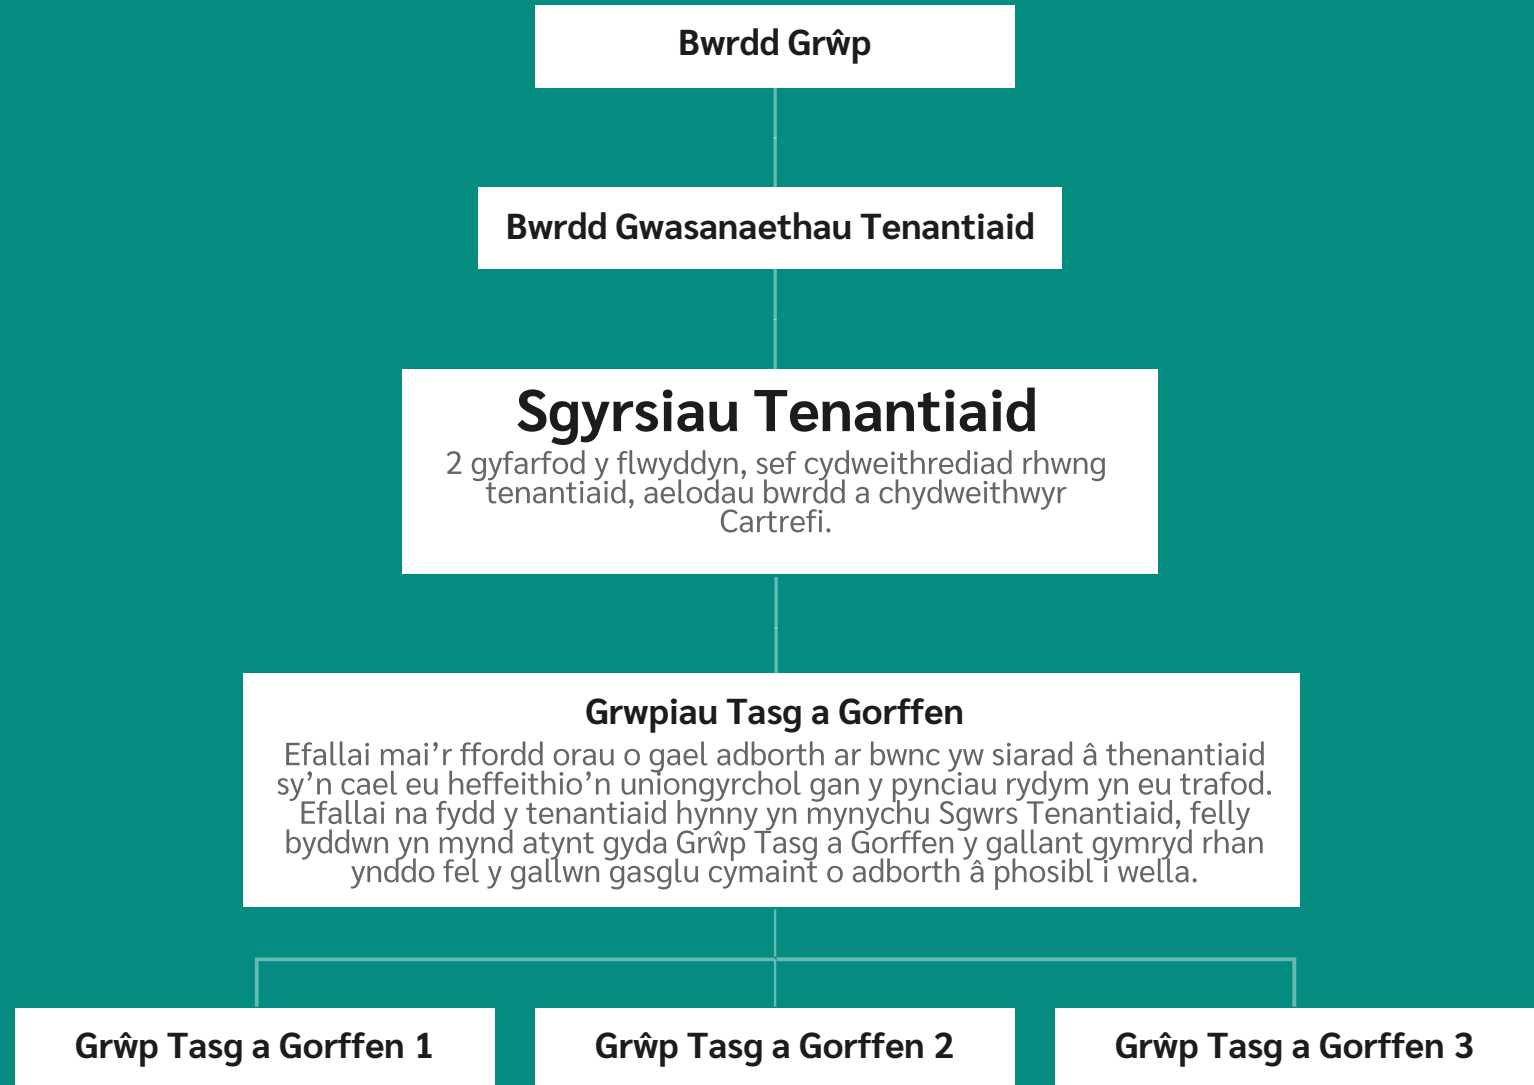 Bwrdd Grŵp
Bwrdd Gwasanaethau Tenantiaid
Sgyrsiau Tenantiaid
2 gyfarfod y flwyddyn, sef cydweithrediad rhwng
tenantiaid, aelodau bwrdd a chydweithwyr
Cartrefi.
Grwpiau Tasg a Gorffen
Efallai mai’r ffordd orau o gael adborth ar bwnc yw siarad â thenantiaid
sy’n cael eu heffeithio’n uniongyrchol gan y pynciau rydym yn eu trafod.
Efallai na fydd y tenantiaid hynny yn mynychu Sgwrs Tenantiaid, felly
byddwn yn mynd atynt gyda Grŵp Tasg a Gorffen y gallant gymryd rhan
ynddo fel y gallwn gasglu cymaint o adborth â phosibl i wella.
Grŵp Tasg a Gorffen 1
Grŵp Tasg a Gorffen 2
Grŵp Tasg a Gorffen 3